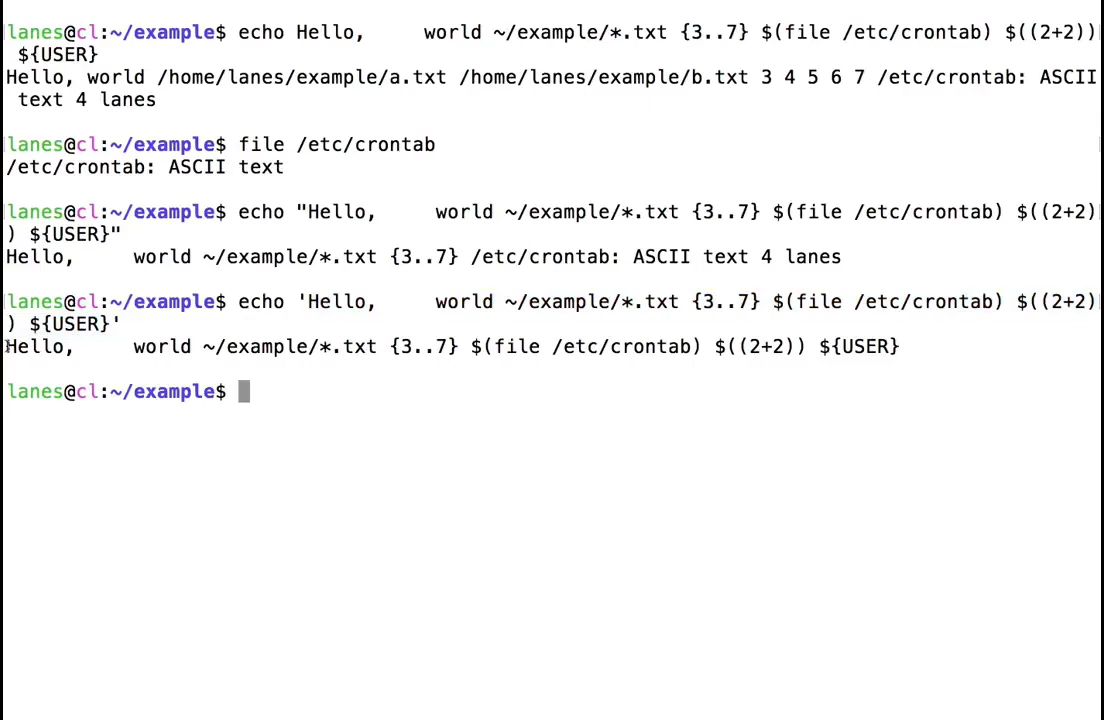 lanes@cl:~/example$ echo Hello,     world ~/example/*.txt {3..7} $(file /etc/crontab) $((2+2))
 ${USER}
Hello, world /home/lanes/example/a.txt /home/lanes/example/b.txt 3 4 5 6 7 /etc/crontab: ASCII
 text 4 lanes
lanes@cl:~/example$ file /etc/crontab
/etc/crontab: ASCII text
lanes@cl:~/example$ echo "Hello,     world ~/example/*.txt {3..7} $(file /etc/crontab) $((2+2)
) ${USER}"
Hello,     world ~/example/*.txt {3..7} /etc/crontab: ASCII text 4 lanes
lanes@cl:~/example$ echo 'Hello,     world ~/example/*.txt {3..7} $(file /etc/crontab) $((2+2)
) ${USER}'
Hello,     world ~/example/*.txt {3..7} $(file /etc/crontab) $((2+2)) ${USER}
lanes@cl:~/example$